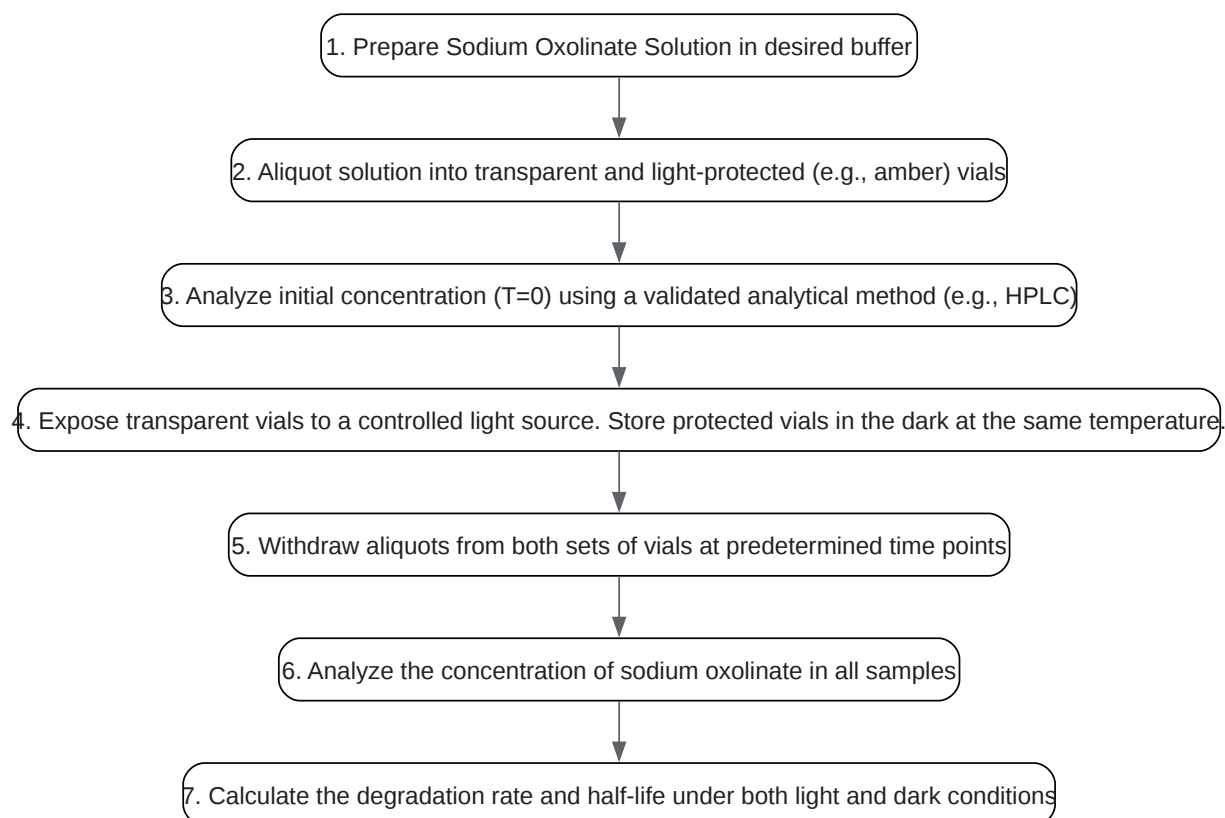 1. Prepare Sodium Oxolinate Solution in desired buffer
2. Aliquot solution into transparent and light-protected (e.g., amber) vials
3. Analyze initial concentration (T=0) using a validated analytical method (e.g., HPLC)
4. Expose transparent vials to a controlled light source. Store protected vials in the dark at the same temperature.
5. Withdraw aliquots from both sets of vials at predetermined time points
6. Analyze the concentration of sodium oxolinate in all samples
7. Calculate the degradation rate and half-life under both light and dark conditions